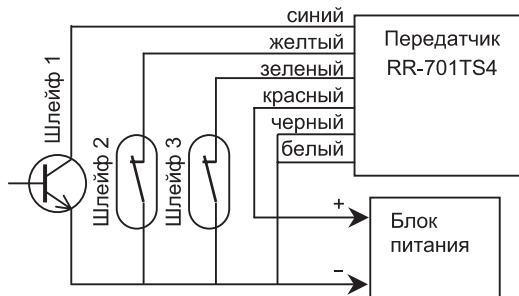 синий
желтый
зеленый
красный
черный
белый
Передатчик
RR-701TS4
Шлейф 1
Шлейф 2
Шлейф 3
+
Блок
питания
–